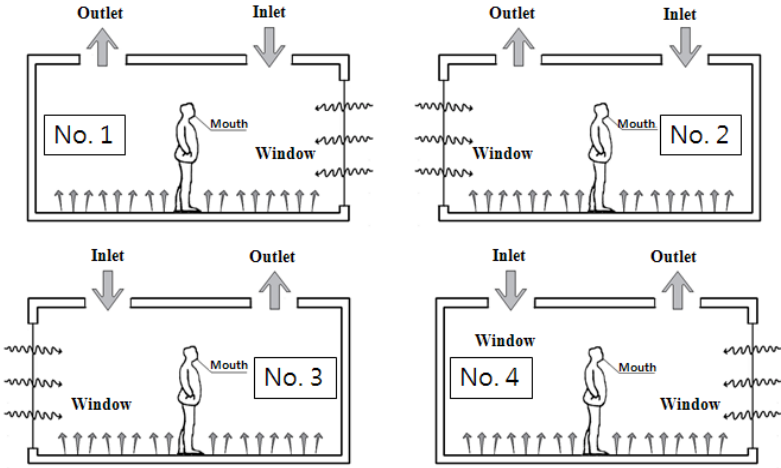 Outlet Inlet
Mouth
No. 1
Window
Outlet Inlet
Mouth
No. 2
Window
Inlet Outlet
Mouth
No. 3
Window
Inlet Outlet
Window
Mouth
No. 4
Window